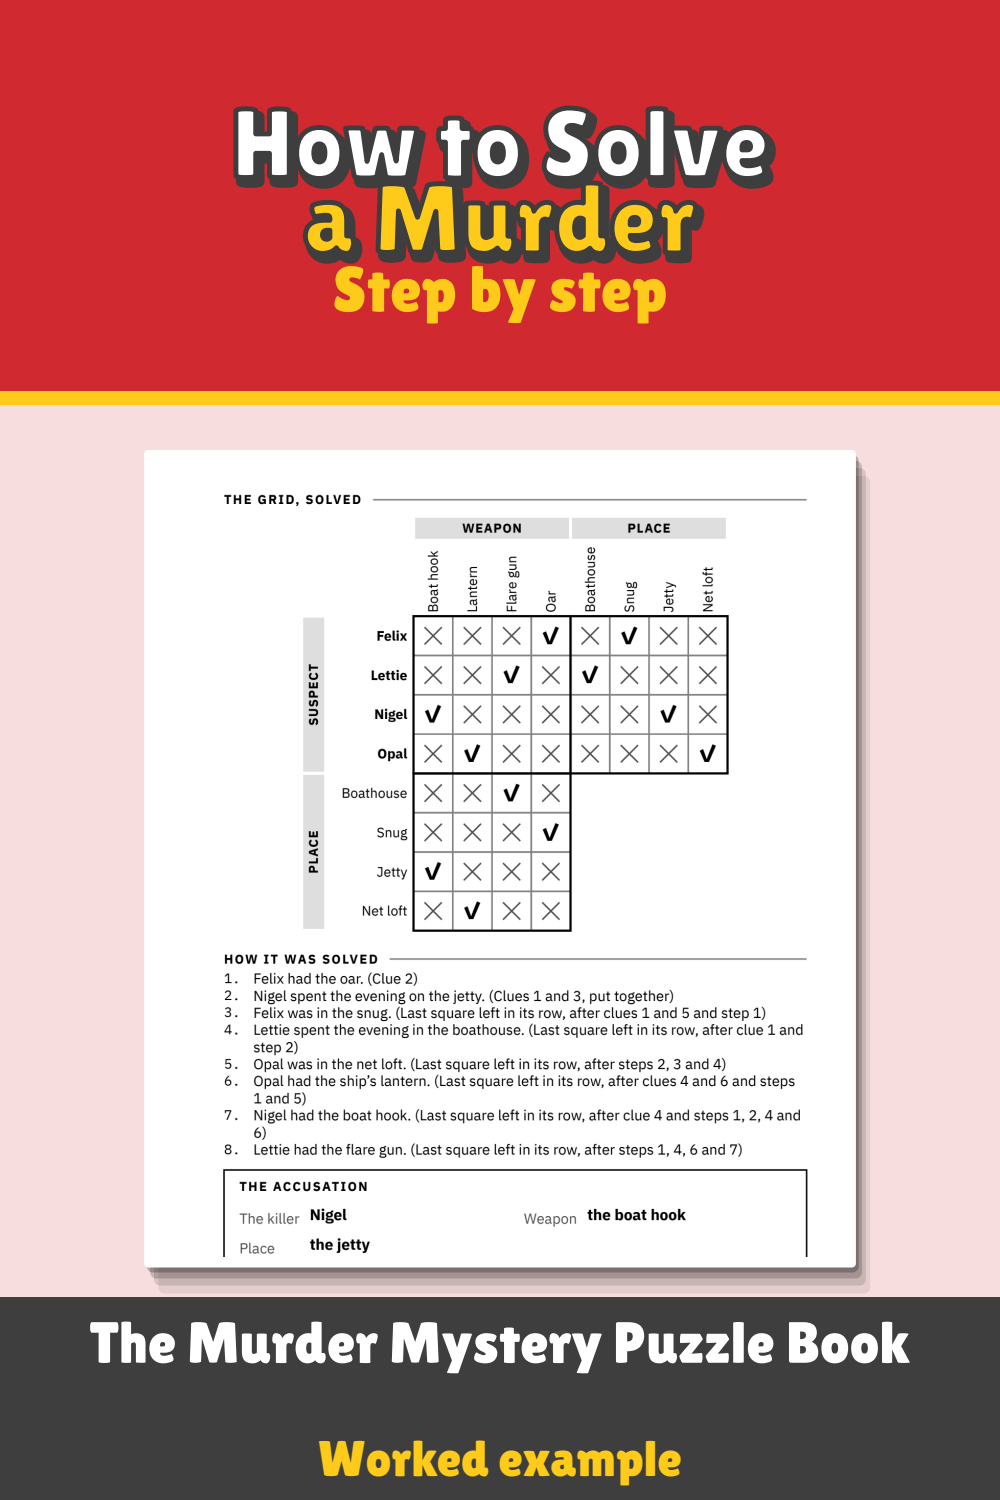 How to Solve
a Murder
Step by step
THE GRID, SOLVED
WEAPON PLACE
Boat hook Lantern Flare gun Oar Boathouse Snug Jetty Net loft
SUSPECT
Felix
Lettie
Nigel
Opal
PLACE
Boathouse
Snug
Jetty
Net loft
HOW IT WAS SOLVED
1. Felix had the oar. (Clue 2)
2. Nigel spent the evening on the jetty. (Clues 1 and 3, put together)
3. Felix was in the snug. (Last square left in its row, after clues 1 and 5 and step 1)
4. Lettie spent the evening in the boathouse. (Last square left in its row, after clue 1 and
step 2)
5. Opal was in the net loft. (Last square left in its row, after steps 2, 3 and 4)
6. Opal had the ship’s lantern. (Last square left in its row, after clues 4 and 6 and steps
1 and 5)
7. Nigel had the boat hook. (Last square left in its row, after clue 4 and steps 1, 2, 4 and
6)
8. Lettie had the flare gun. (Last square left in its row, after steps 1, 4, 6 and 7)
THE ACCUSATION
The killer Nigel Weapon the boat hook
Place the jetty
The Murder Mystery Puzzle Book
Worked example